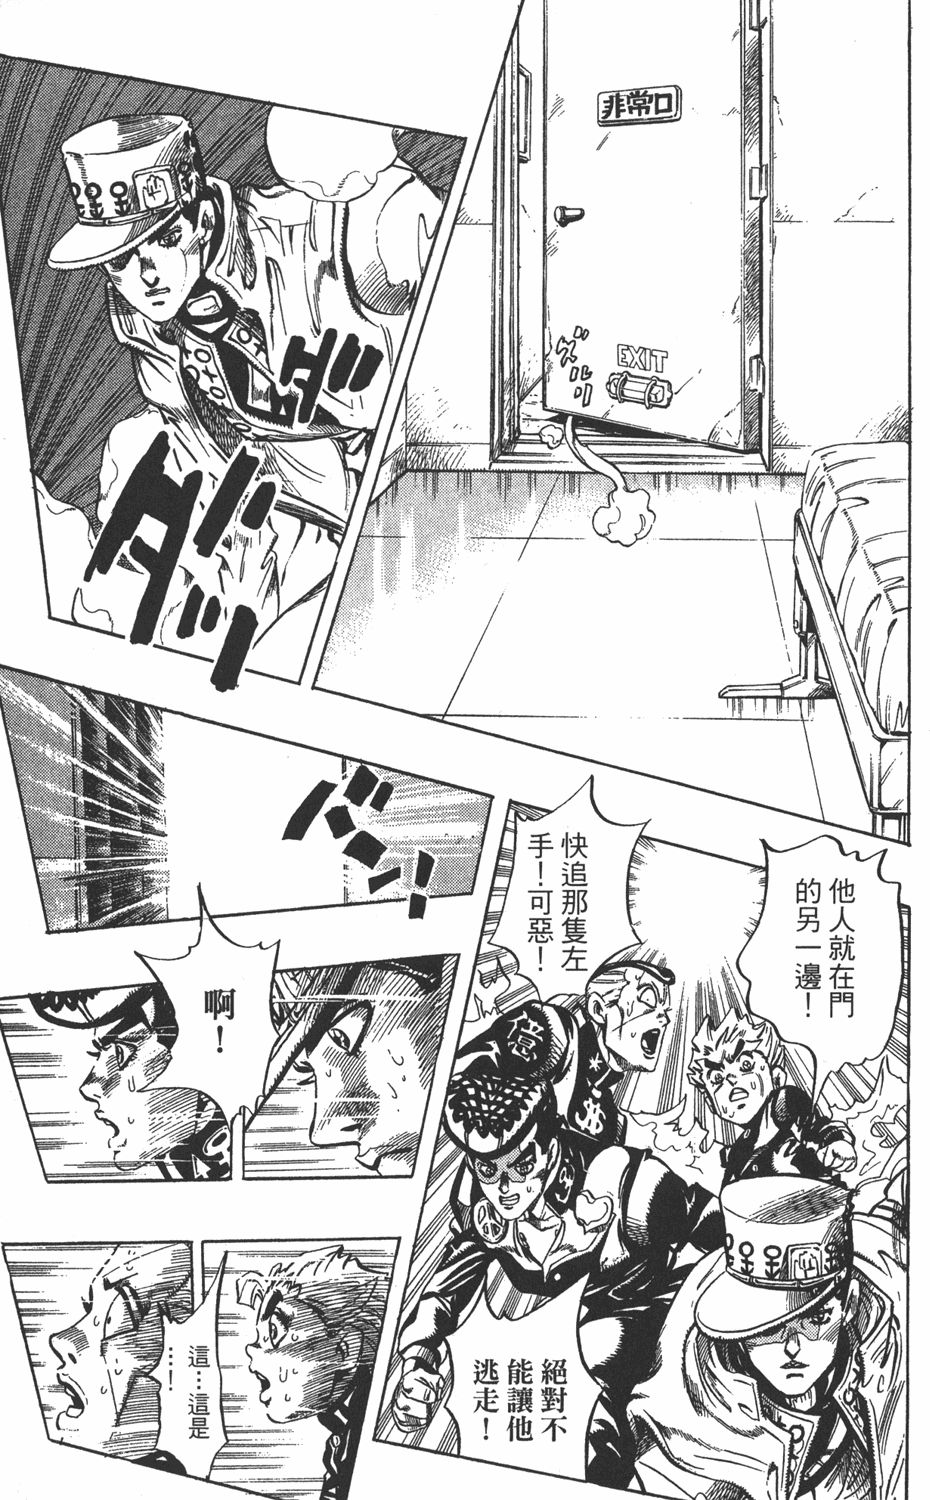 非常口
ズルリ
EXIT
ダッ
ダッ
他人就在門
的另一邊！
快追那隻左
手！可惡！
億
絕對不
能讓他
逃走！
バン!
啊！
這…這是
…！